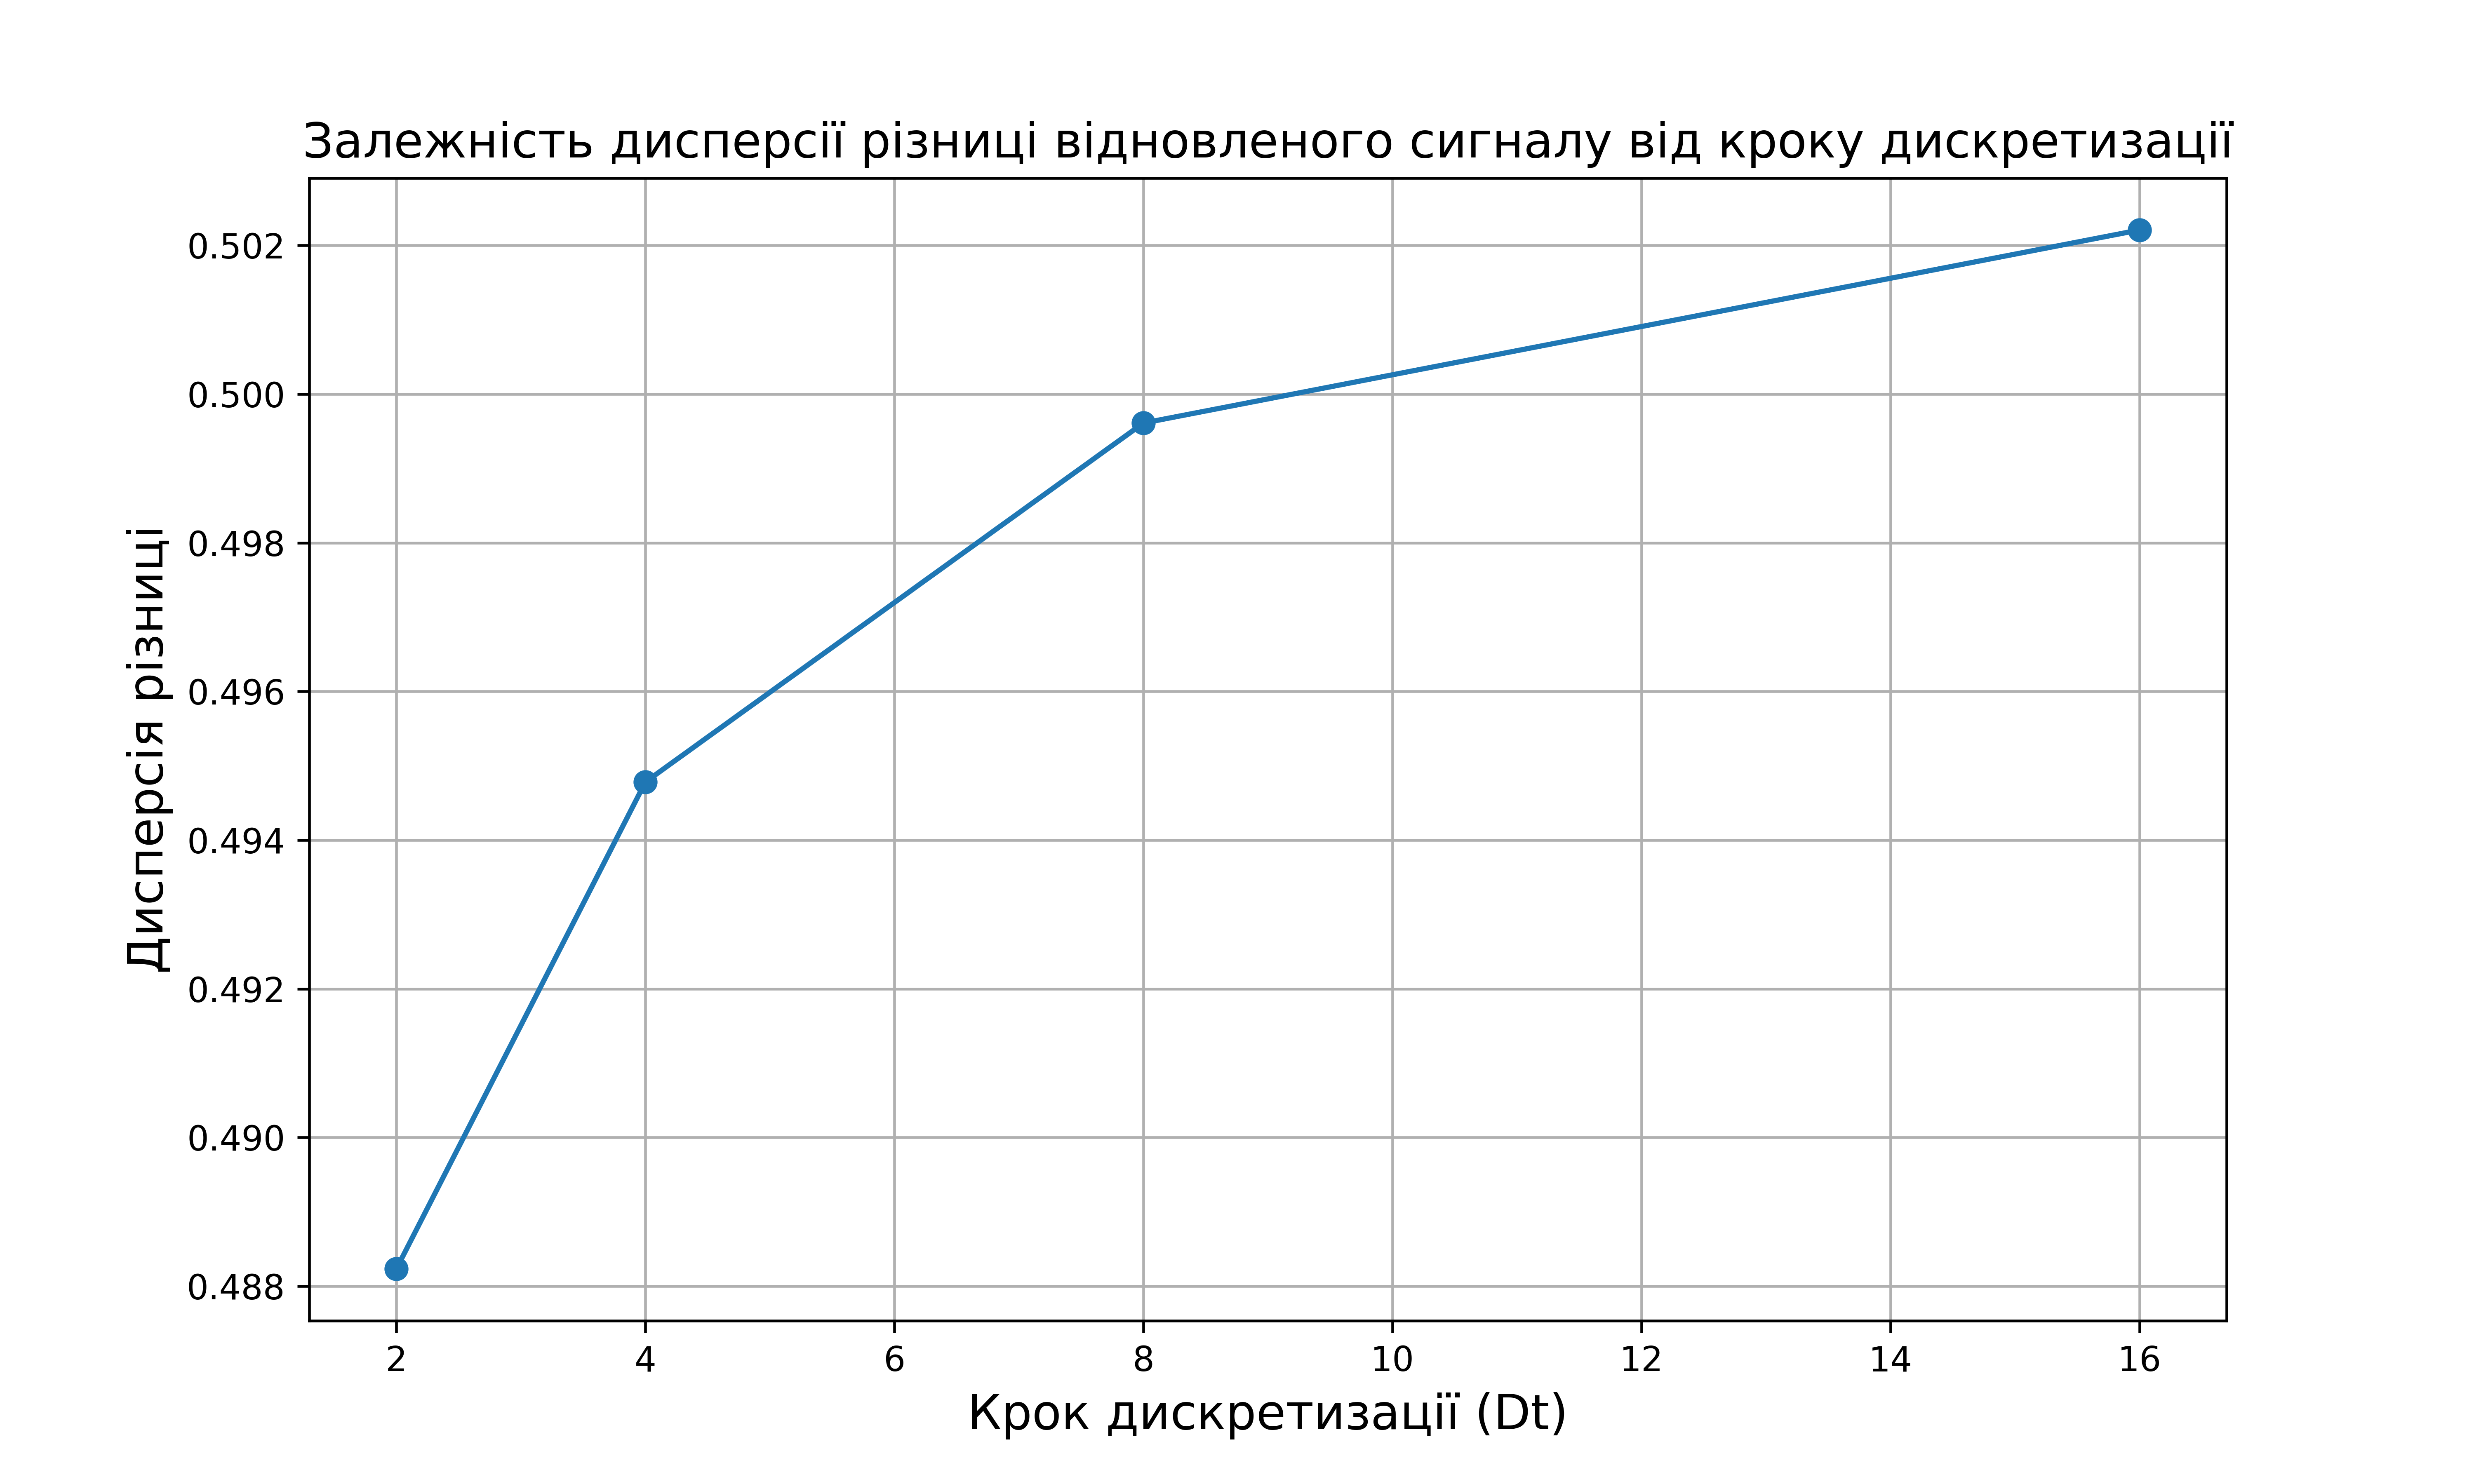 Залежність дисперсії різниці відновленого сигналу від кроку дискретизації
Дисперсія різниці
0.502
0.500
0.498
0.496
0.494
0.492
0.490
0.488
2 4 6 8 10 12 14 16
Крок дискретизації (Dt)